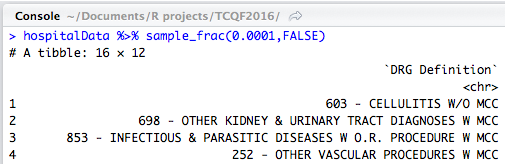 Console ~/Documents/R projects/TCQF2016/
> hospitalData %>% sample_frac(0.0001,FALSE)
# A tibble: 16 × 12
`DRG Definition`
<chr>
1 603 - CELLULITIS W/O MCC
2 698 - OTHER KIDNEY & URINARY TRACT DIAGNOSES W MCC
3 853 - INFECTIOUS & PARASITIC DISEASES W O.R. PROCEDURE W MCC
4 252 - OTHER VASCULAR PROCEDURES W MCC